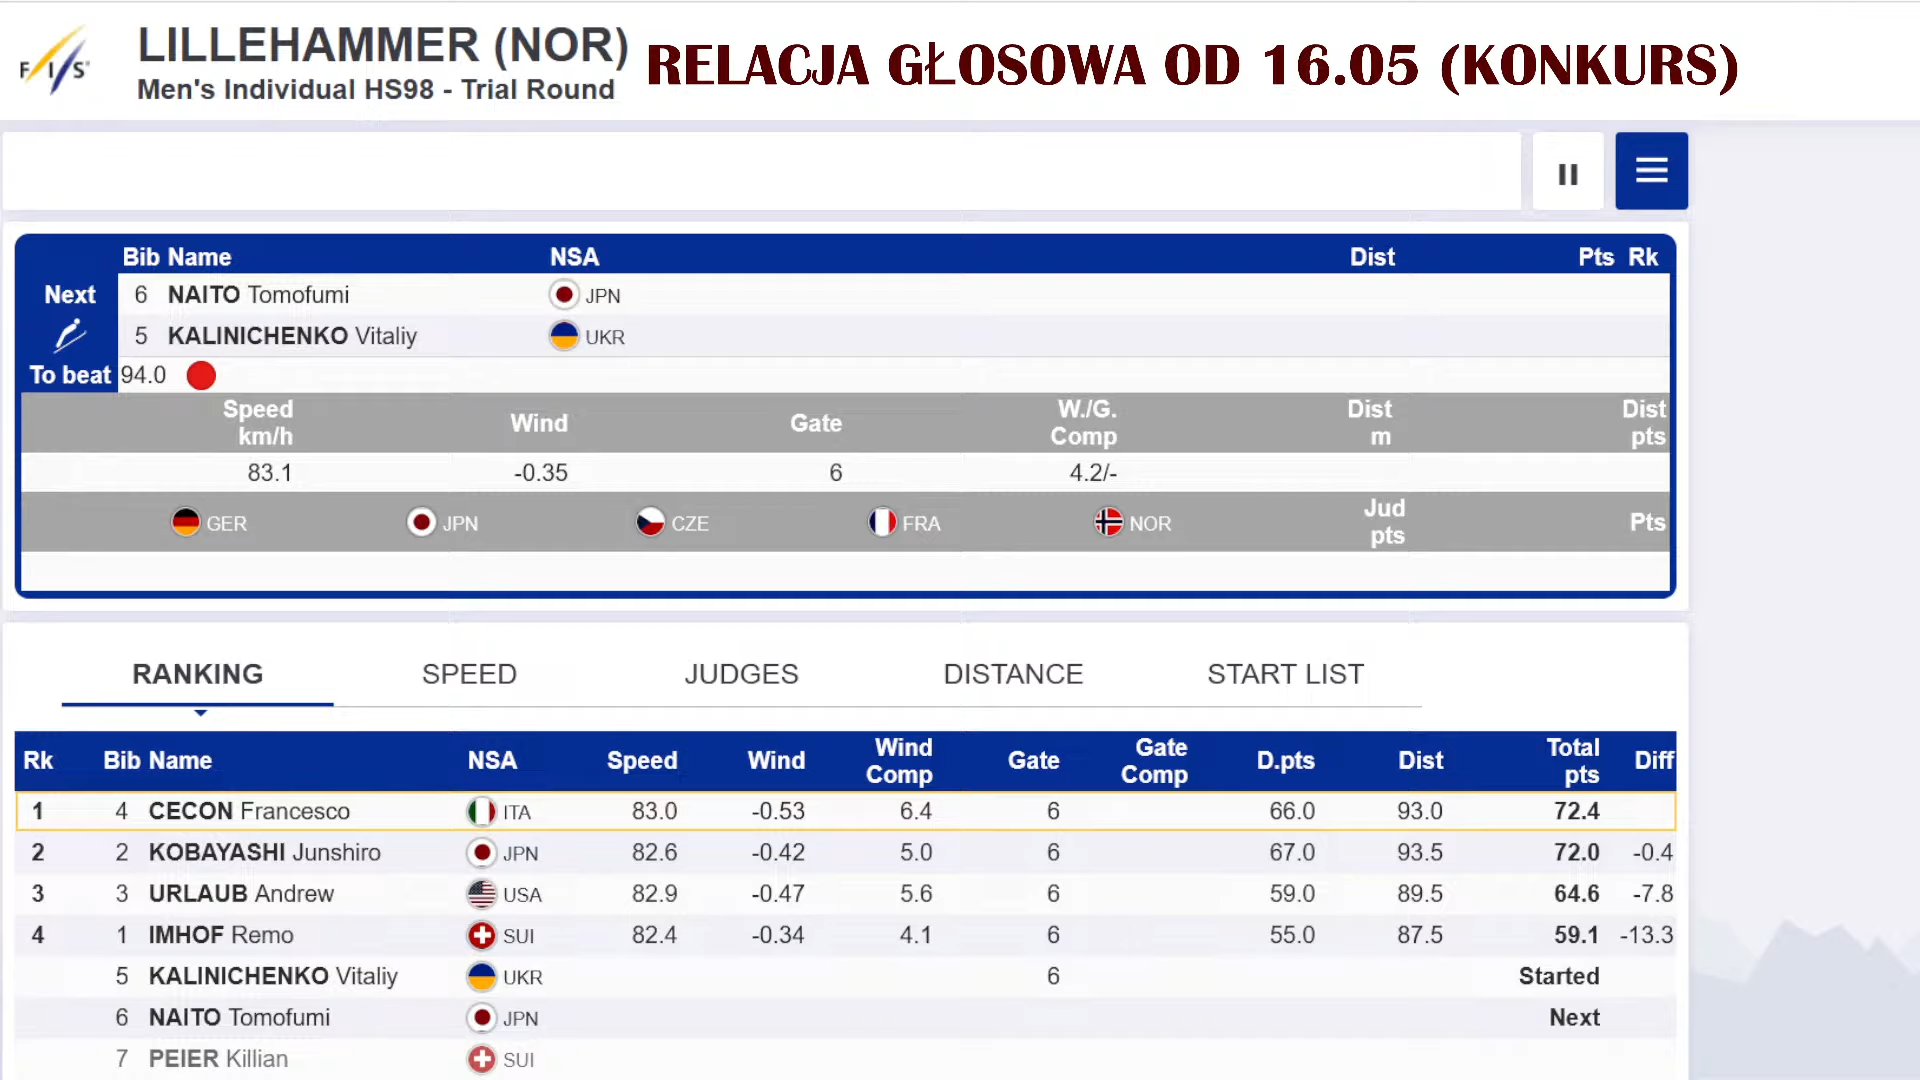 FIS LILLEHAMMER (NOR) RELACJA GŁOSOWA OD 16.05 (KONKURS)
Men's Individual HS98 - Trial Round
Bib Name NSA Dist Pts Rk
Next 6 NAITO Tomofumi JPN
5 KALINICHENKO Vitaliy UKR
To beat 94.0
Speed km/h Wind Gate W./G. Comp Dist m Dist pts
83.1 -0.35 6 4.2/-
GER JPN CZE FRA NOR Jud pts Pts
RANKING SPEED JUDGES DISTANCE START LIST
Rk Bib Name NSA Speed Wind Wind Comp Gate Gate Comp D.pts Dist Total pts Diff
1 4 CECON Francesco ITA 83.0 -0.53 6.4 6 66.0 93.0 72.4
2 2 KOBAYASHI Junshiro JPN 82.6 -0.42 5.0 6 67.0 93.5 72.0 -0.4
3 3 URLAUB Andrew USA 82.9 -0.47 5.6 6 59.0 89.5 64.6 -7.8
4 1 IMHOF Remo SUI 82.4 -0.34 4.1 6 55.0 87.5 59.1 -13.3
5 KALINICHENKO Vitaliy UKR 6 Started
6 NAITO Tomofumi JPN Next
7 PEIER Killian SUI